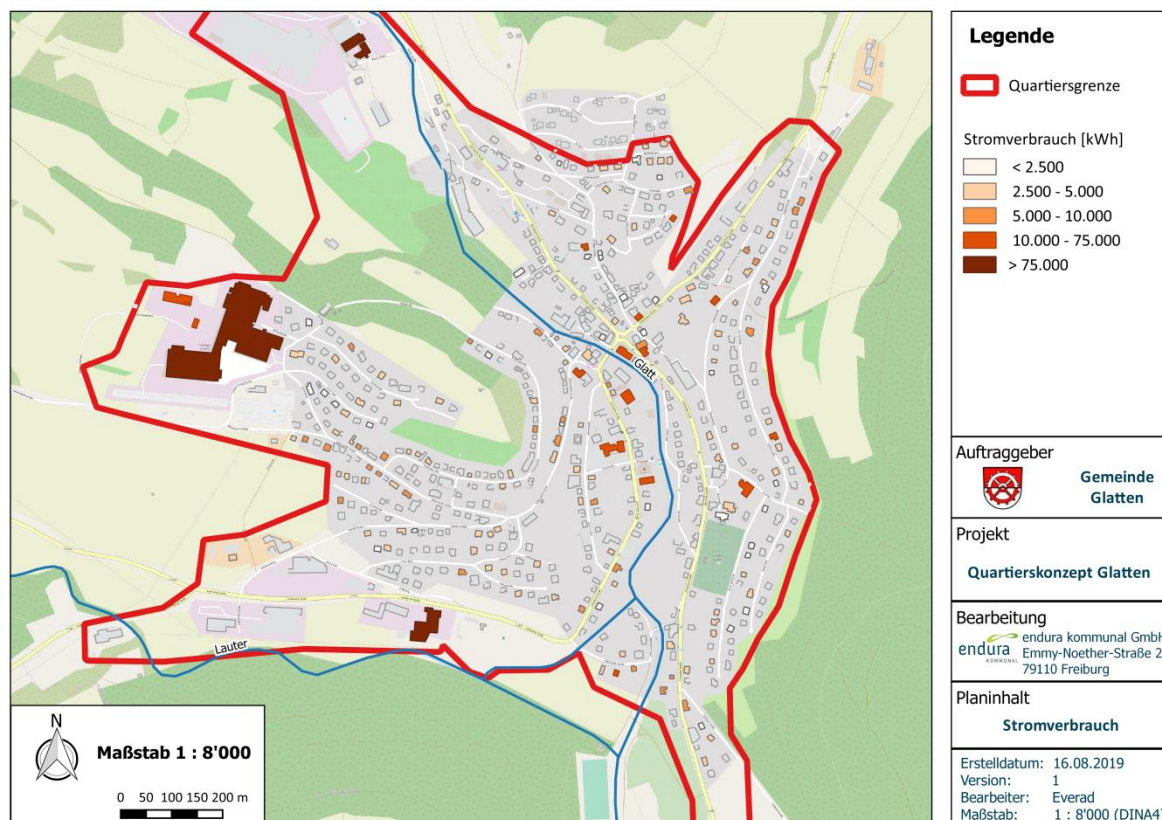 Legende
Quartiersgrenze
Stromverbrauch [kWh]
< 2.500
2.500 - 5.000
5.000 - 10.000
10.000 - 75.000
> 75.000
Auftraggeber
Gemeinde
Glatten
Projekt
Quartierskonzept Glatten
Bearbeitung
endura
KOMMUNAL
endura kommunal GmbH
Emmy-Noether-Straße 2
79110 Freiburg
Planinhalt
Stromverbrauch
Erstelldatum: 16.08.2019
Version: 1
Bearbeiter: Everad
Maßstab: 1 : 8'000 (DINA4)
Glatt
Lauter
N
Maßstab 1 : 8'000
0 50 100 150 200 m